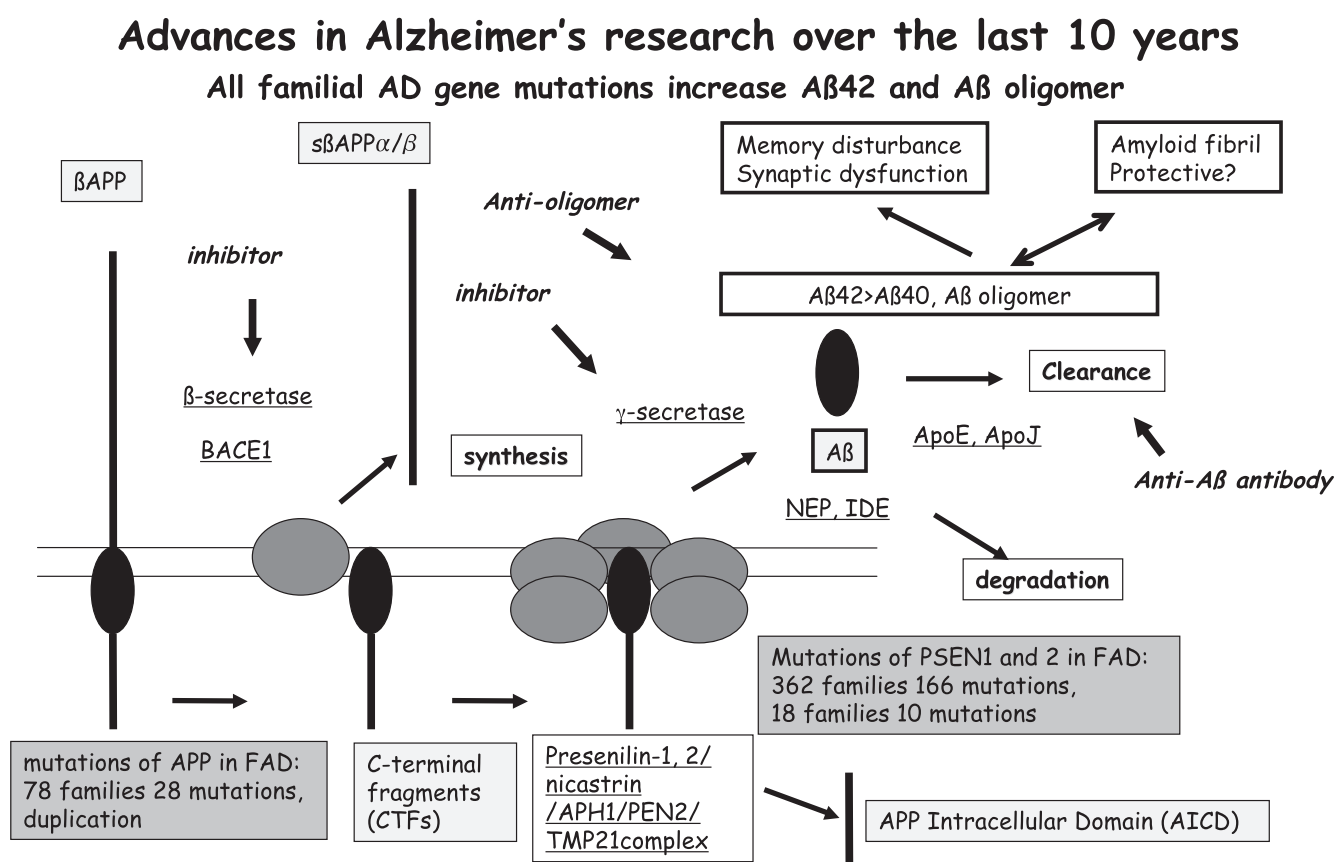 Advances in Alzheimer's research over the last 10 years
All familial AD gene mutations increase Aß42 and Aß oligomer
sßAPPα/β
ßAPP
Memory disturbance
Synaptic dysfunction
Amyloid fibril
Protective?
Anti-oligomer
inhibitor
inhibitor
Aß42>Aß40, Aß oligomer
Clearance
ß-secretase
BACE1
γ-secretase
synthesis
Aß
ApoE, ApoJ
Anti-Aß antibody
NEP, IDE
degradation
Mutations of PSEN1 and 2 in FAD:
362 families 166 mutations,
18 families 10 mutations
mutations of APP in FAD:
78 families 28 mutations,
duplication
C-terminal
fragments
(CTFs)
Presenilin-1, 2/
nicastrin
/APH1/PEN2/
TMP21complex
APP Intracellular Domain (AICD)